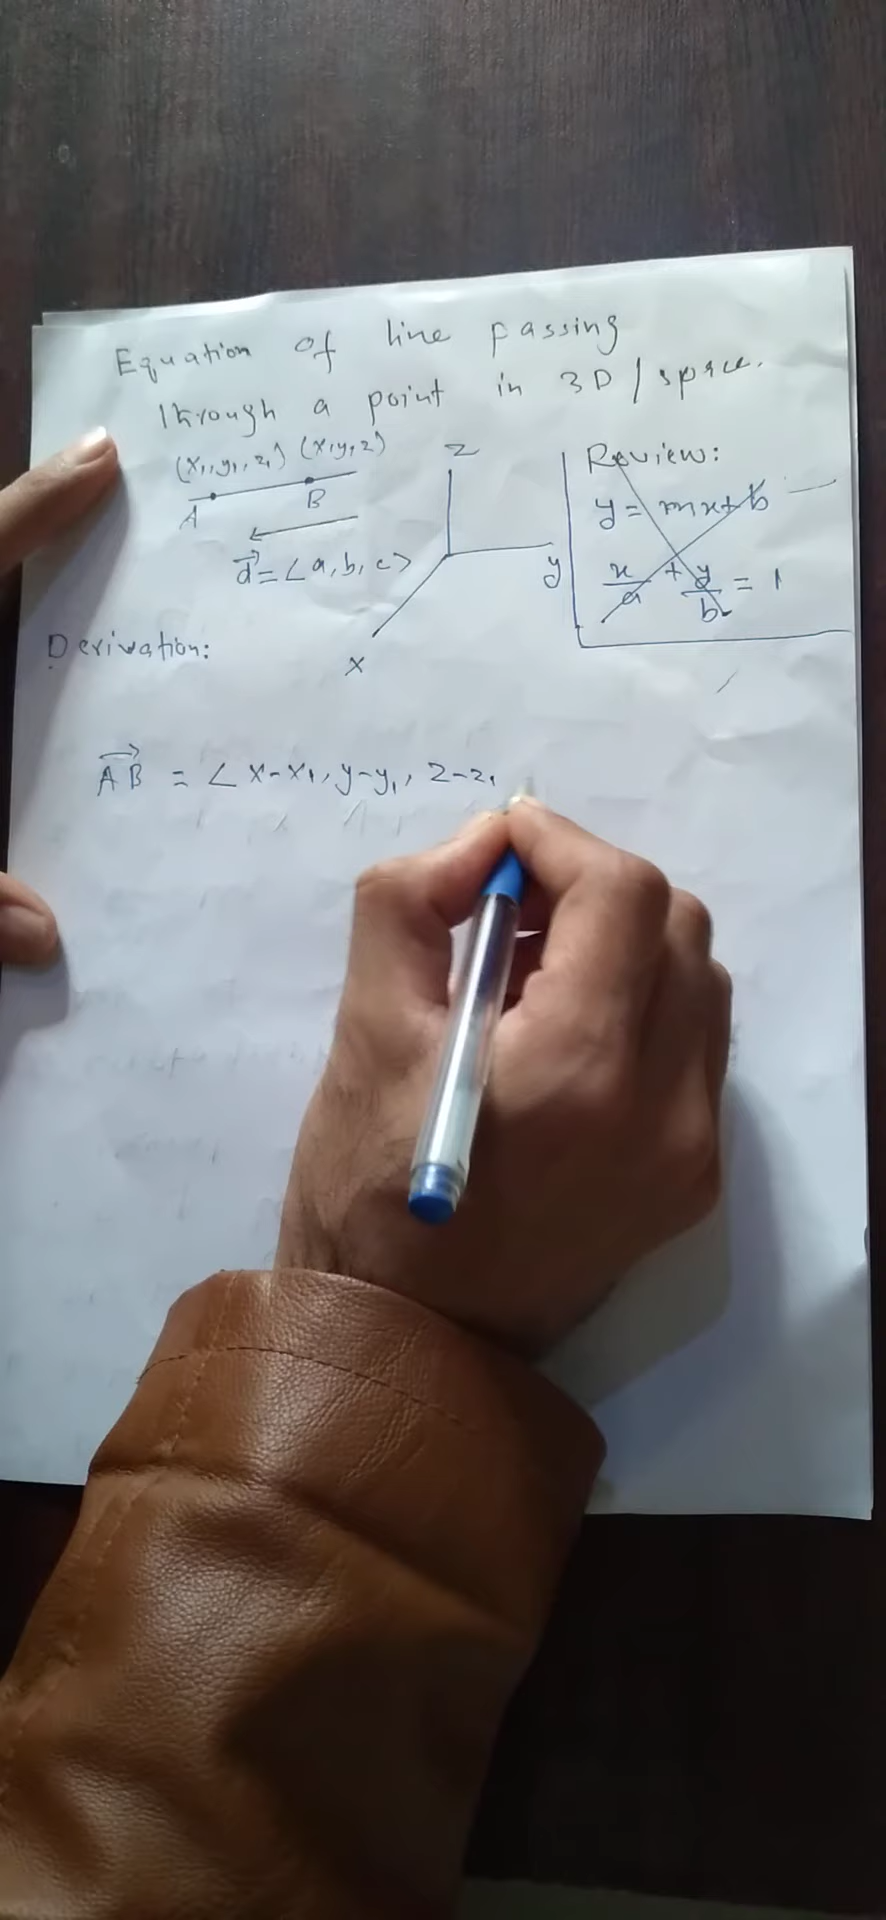 Equation of line passing
through a point in 3D / space.
(x₁, y₁, z₁) (x, y, z)
A B
d⃗ = <a, b, c>
z
y
x
Review:
y = mx + b
x/a + y/b = 1
Derivation:
A⃗B⃗ = < x - x₁, y - y₁, z - z₁